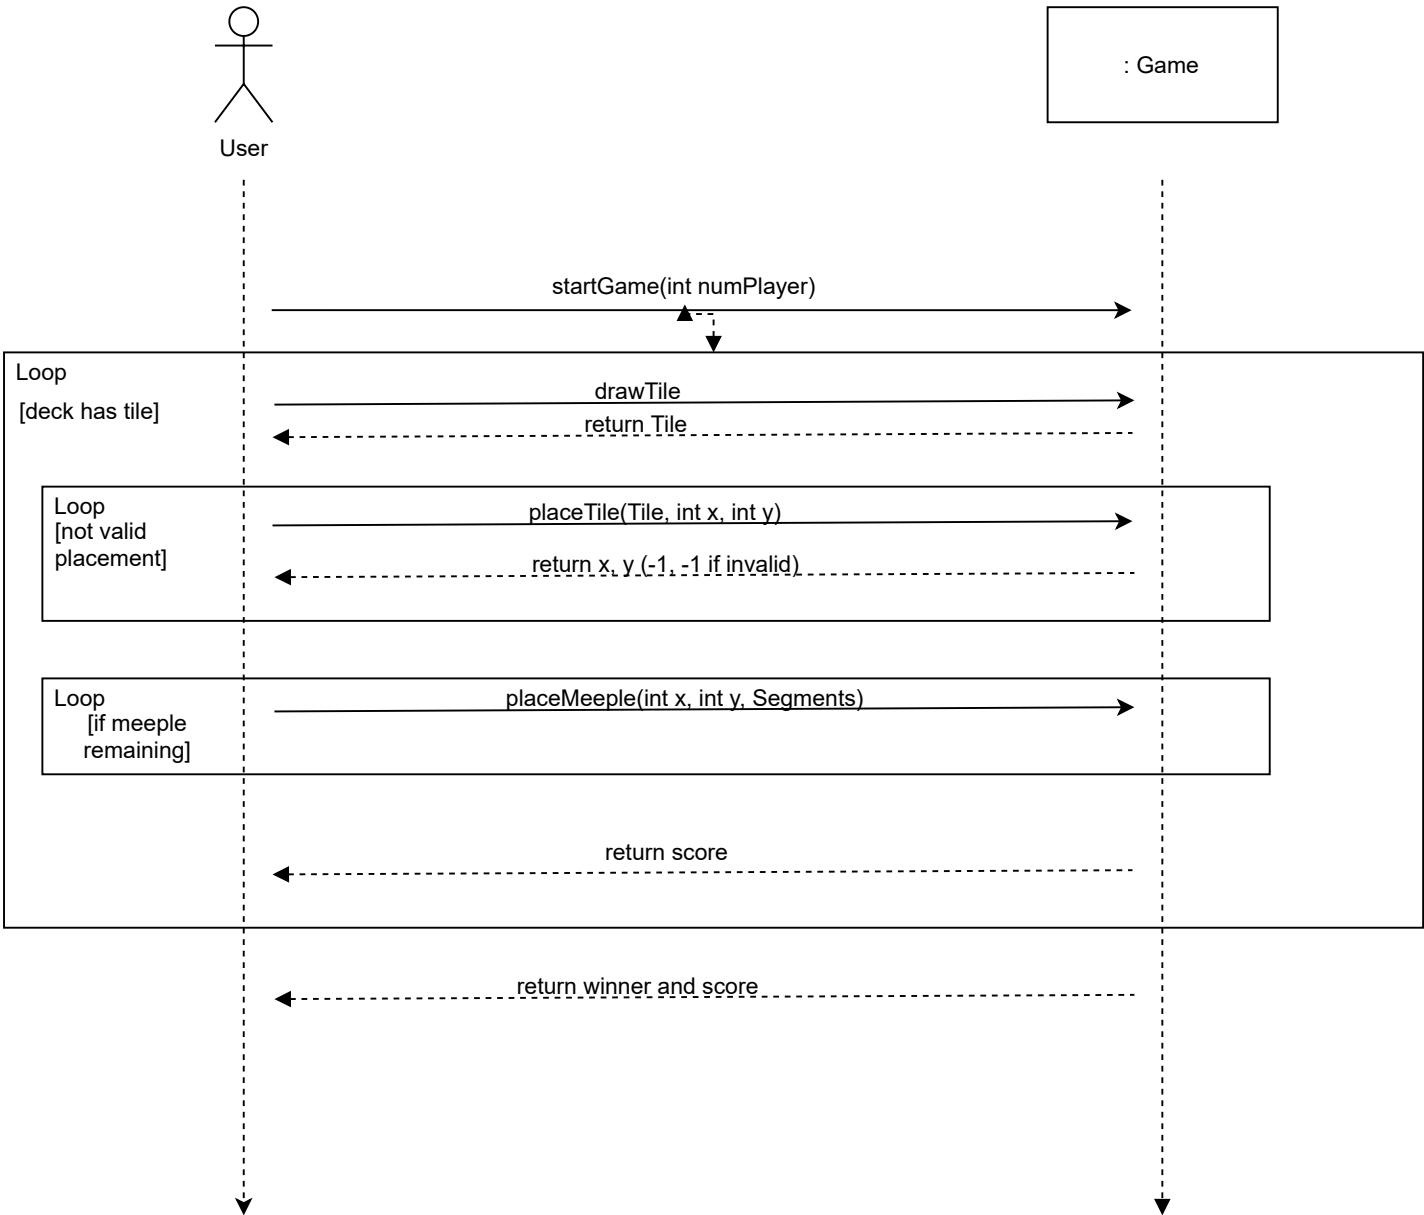 User
: Game
startGame(int numPlayer)
Loop
[deck has tile]
drawTile
return Tile
Loop
[not valid
placement]
placeTile(Tile, int x, int y)
return x, y (-1, -1 if invalid)
Loop
[if meeple
remaining]
placeMeeple(int x, int y, Segments)
return score
return winner and score